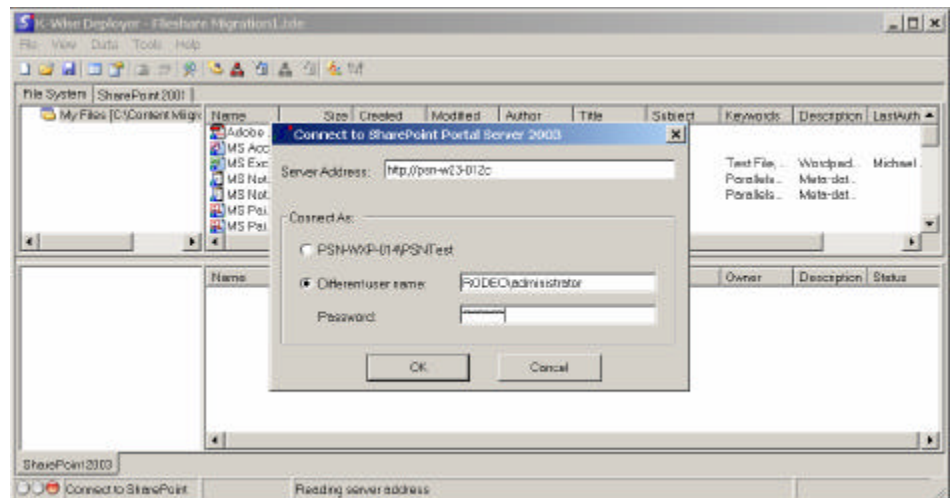 K-Wise Deployer - Fileshare Migration1.kde
File View Data Tools Help
File System SharePoint 2001
My Files [C:\Content Migra
Name Size Created Modified Author Title Subject Keywords Description LastAuth
Adobe
MS Acc
MS Exc Test File, ... Wordpad... Michael
MS Not. Parallels... Meta-dat...
MS Not. Parallels... Meta-dat...
MS Pai.
MS Pai.
Connect to SharePoint Portal Server 2003
Server Address: http://psn-w23-012c
Connect As:
PSN-WXP-014\PSNTest
Different user name: RODEO\administrator
Password:
OK Cancel
Name Owner Description Status
SharePoint 2003
Connect to SharePoint Reading server address